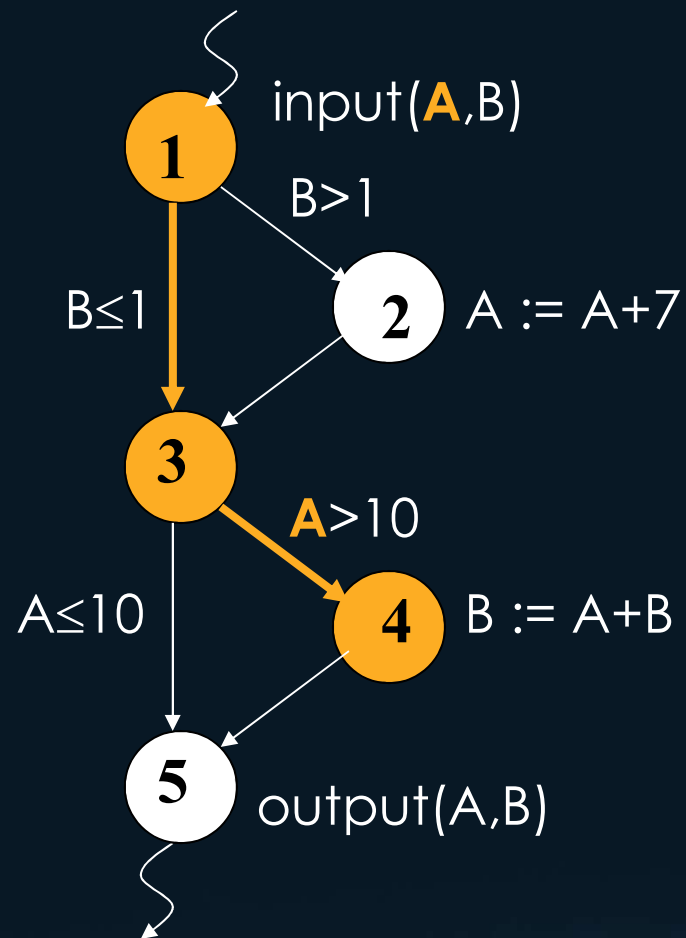 input(A,B)
1
B>1
B≤1
2
A := A+7
3
A>10
A≤10
4
B := A+B
5
output(A,B)